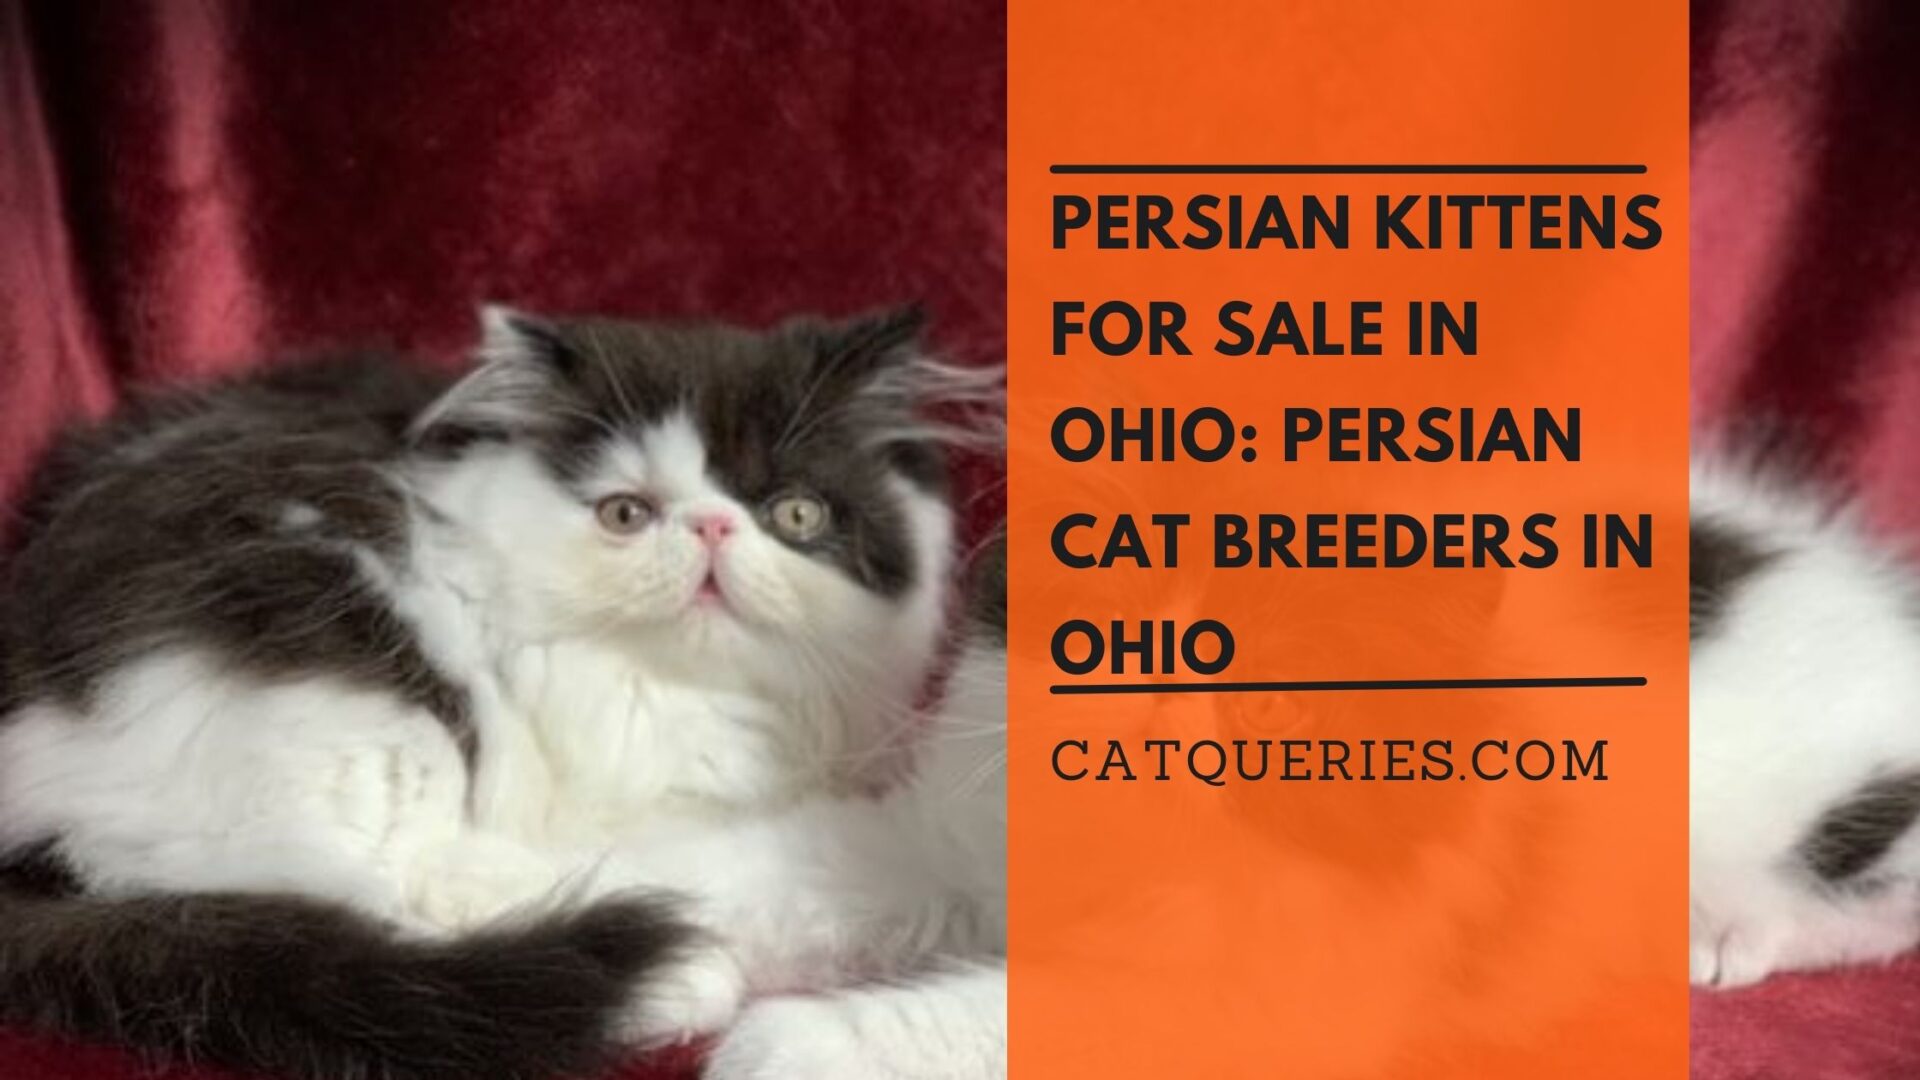 PERSIAN KITTENS
FOR SALE IN
OHIO: PERSIAN
CAT BREEDERS IN
OHIO
CATQUERIES.COM